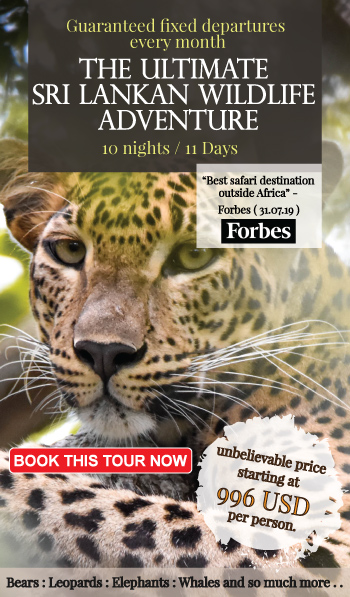 Guaranteed fixed departures
every month
THE ULTIMATE
SRI LANKAN WILDLIFE
ADVENTURE
10 nights / 11 Days
“Best safari destination
outside Africa” -
Forbes ( 31.07.19 )
Forbes
BOOK THIS TOUR NOW
unbelievable price
starting at
996 USD
per person.
Bears : Leopards : Elephants : Whales and so much more . .